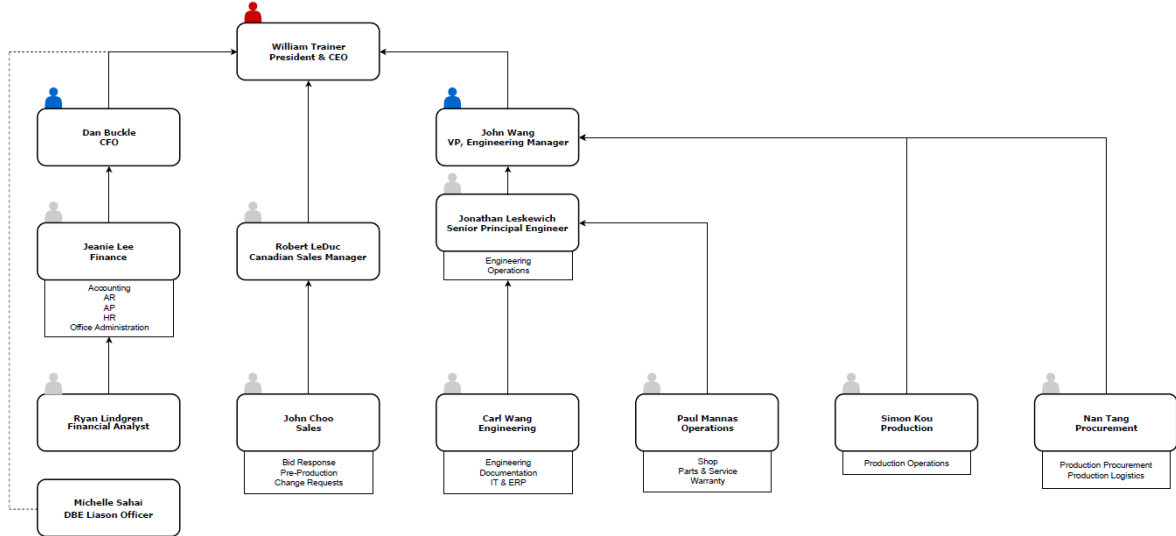 William Trainer
President & CEO
Dan Buckle
CFO
John Wang
VP, Engineering Manager
Jeanie Lee
Finance
Accounting
AR
AP
HR
Office Administration
Robert LeDuc
Canadian Sales Manager
Jonathan Leskewich
Senior Principal Engineer
Engineering
Operations
Ryan Lindgren
Financial Analyst
John Choo
Sales
Bid Response
Pre-Production
Change Requests
Carl Wang
Engineering
Engineering
Documentation
IT & ERP
Paul Mannas
Operations
Shop
Parts & Service
Warranty
Simon Kou
Production
Production Operations
Nan Tang
Procurement
Production Procurement
Production Logistics
Michelle Sahai
DBE Liason Officer